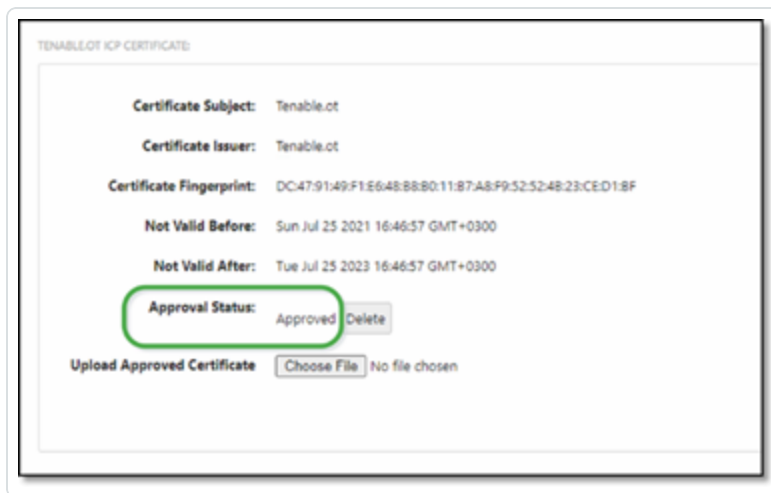 TENABLE.OT ICP CERTIFICATE:
Certificate Subject: Tenable.ot
Certificate Issuer: Tenable.ot
Certificate Fingerprint: DC:47:91:49:F1:E6:48:B8:B0:11:B7:A8:F9:52:52:4B:23:CE:D1:BF
Not Valid Before: Sun Jul 25 2021 16:46:57 GMT+0300
Not Valid After: Tue Jul 25 2023 16:46:57 GMT+0300
Approval Status: Approved Delete
Upload Approved Certificate Choose File No file chosen